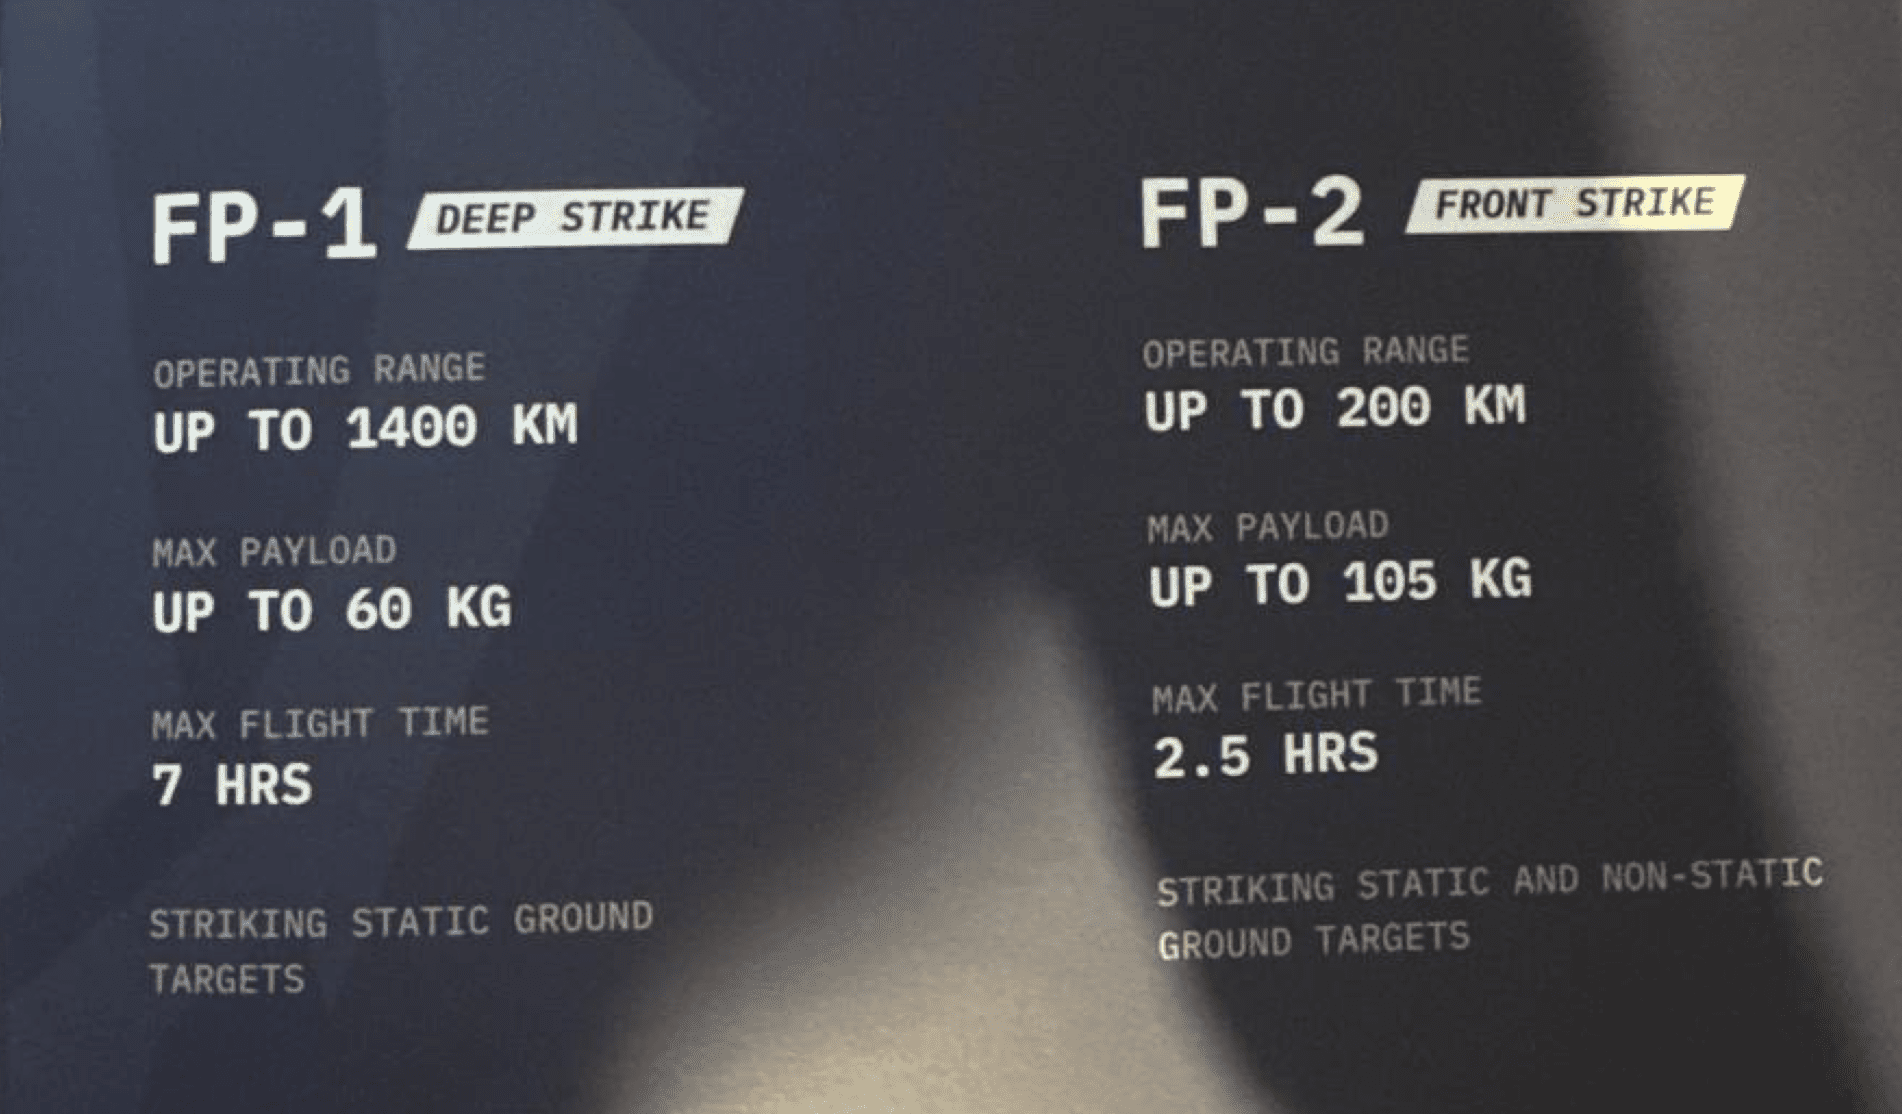 FP-1 DEEP STRIKE
OPERATING RANGE
UP TO 1400 KM
MAX PAYLOAD
UP TO 60 KG
MAX FLIGHT TIME
7 HRS
STRIKING STATIC GROUND
TARGETS
FP-2 FRONT STRIKE
OPERATING RANGE
UP TO 200 KM
MAX PAYLOAD
UP TO 105 KG
MAX FLIGHT TIME
2.5 HRS
STRIKING STATIC AND NON-STATIC
GROUND TARGETS